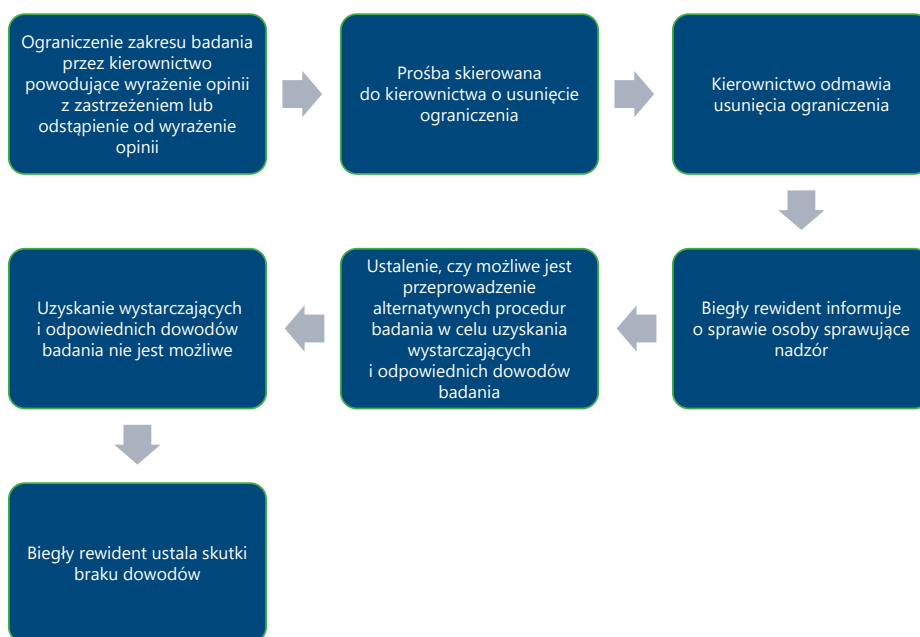 Ograniczenie zakresu badania
przez kierownictwo
powodujące wyrażenie opinii
z zastrzeżeniem lub
odstąpienie od wyrażenie
opinii
Prośba skierowana
do kierownictwa o usunięcie
ograniczenia
Kierownictwo odmawia
usunięcia ograniczenia
Biegły rewident informuje
o sprawie osoby sprawujące
nadzór
Ustalenie, czy możliwe jest
przeprowadzenie
alternatywnych procedur
badania w celu uzyskania
wystarczających
i odpowiednich dowodów
badania
Uzyskanie wystarczających
i odpowiednich dowodów
badania nie jest możliwe
Biegły rewident ustala skutki
braku dowodów